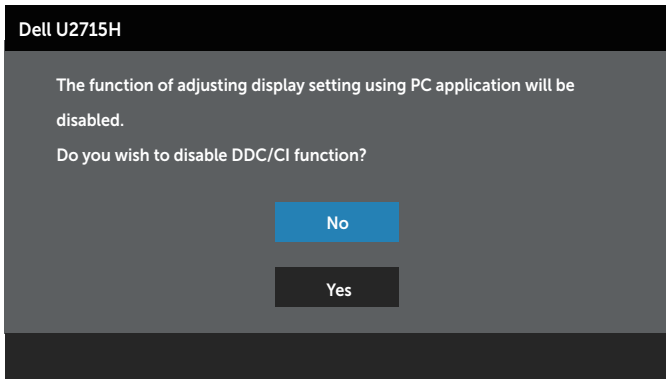 Dell U2715H
The function of adjusting display setting using PC application will be
disabled.
Do you wish to disable DDC/CI function?
No
Yes